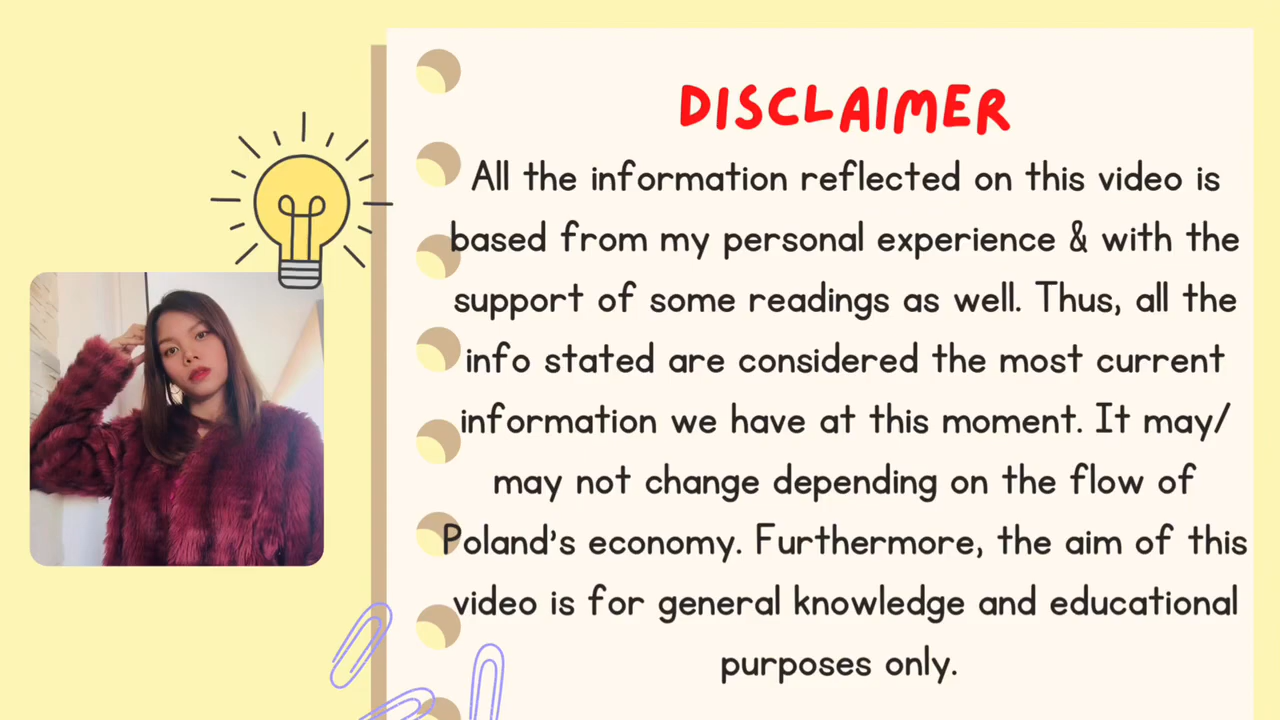 DISCLAIMER
All the information reflected on this video is
based from my personal experience & with the
support of some readings as well. Thus, all the
info stated are considered the most current
information we have at this moment. It may/
may not change depending on the flow of
Poland's economy. Furthermore, the aim of this
video is for general knowledge and educational
purposes only.